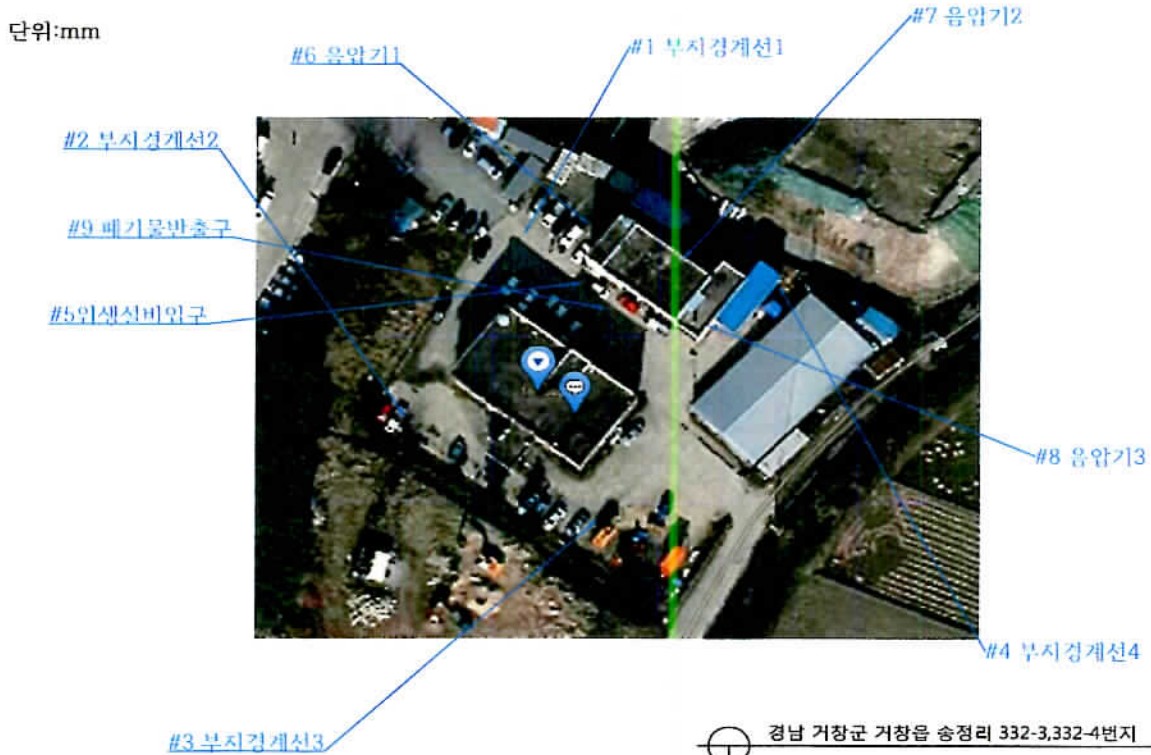 단위:mm
#7 음압기2
#6 음압기1
#1 부지경계선1
#2 부지경계선2
#9 폐기물반출구
#5위생설비입구
#8 음압기3
#4 부지경계선4
#3 부지경계선3
경남 거창군 거창읍 송정리 332-3,332-4번지